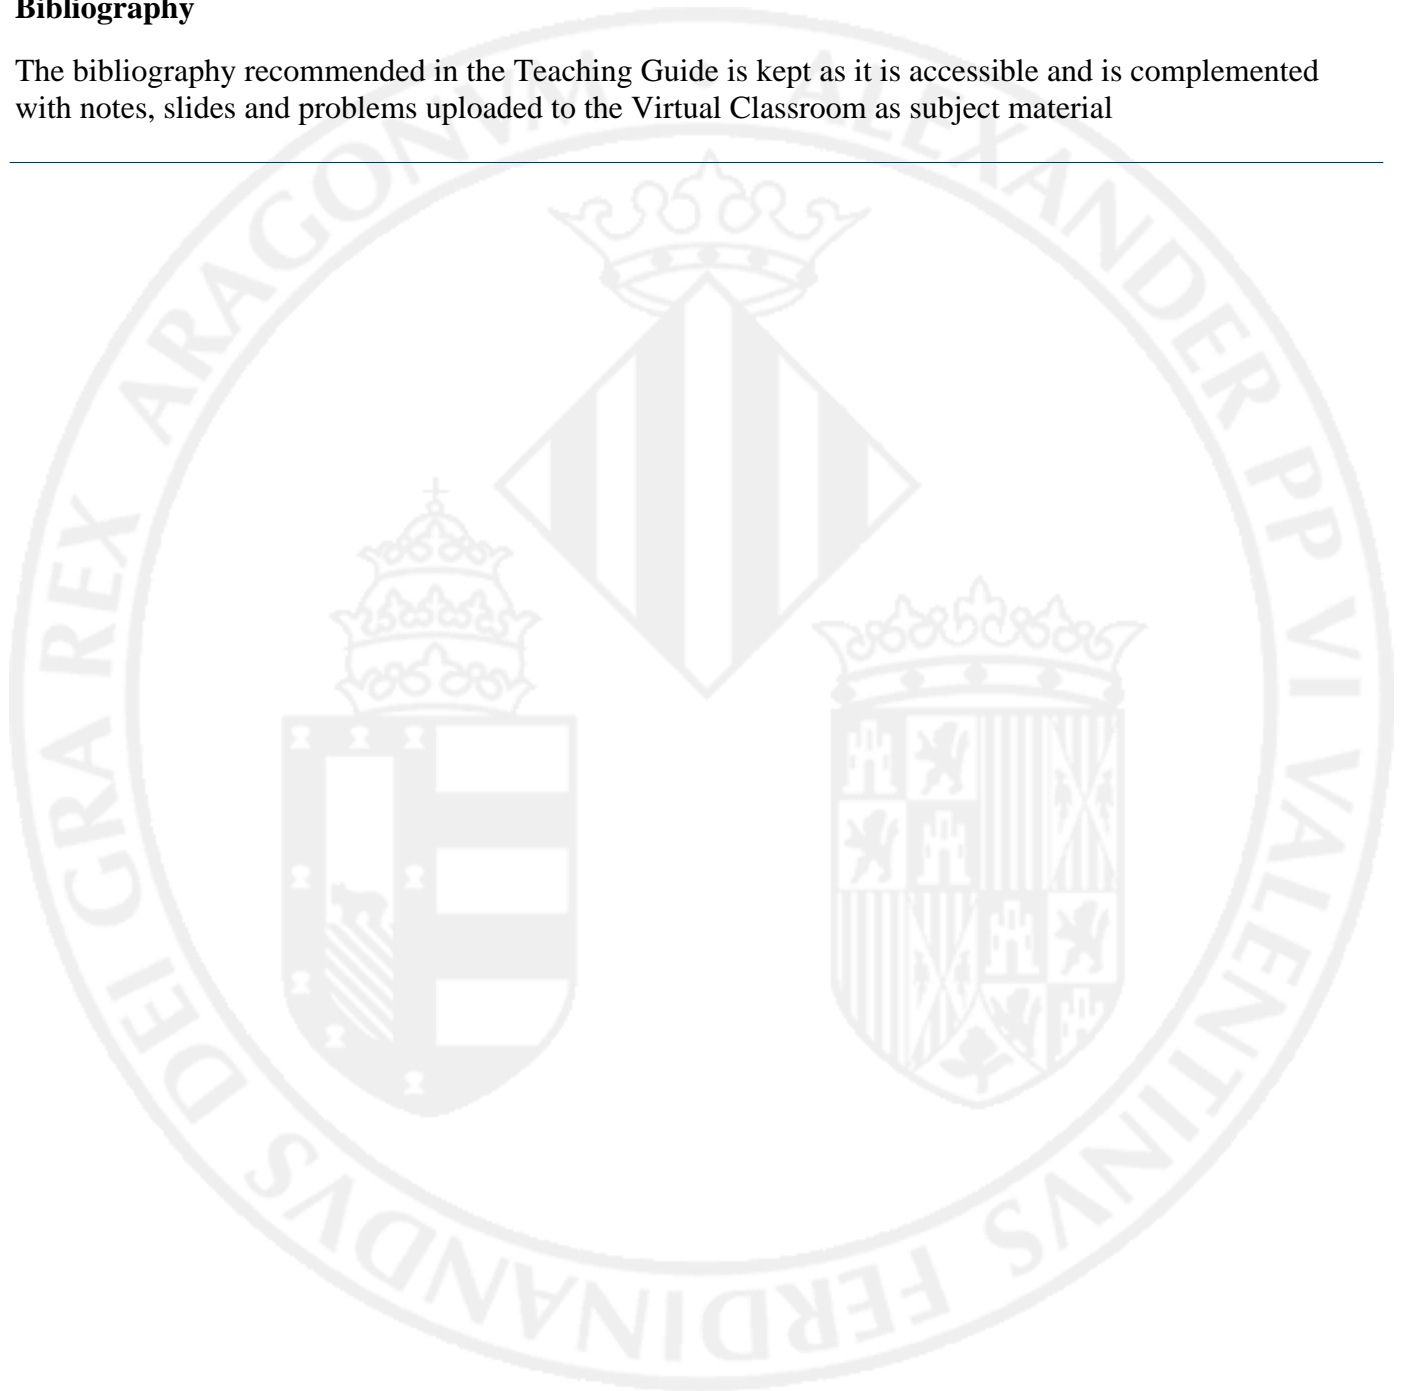 Bibliography
The bibliography recommended in the Teaching Guide is kept as it is accessible and is complemented
with notes, slides and problems uploaded to the Virtual Classroom as subject material
ALEXANDER PP VI VALENTINVS FERDINANDVS DEI GRA REX ARAGONVM